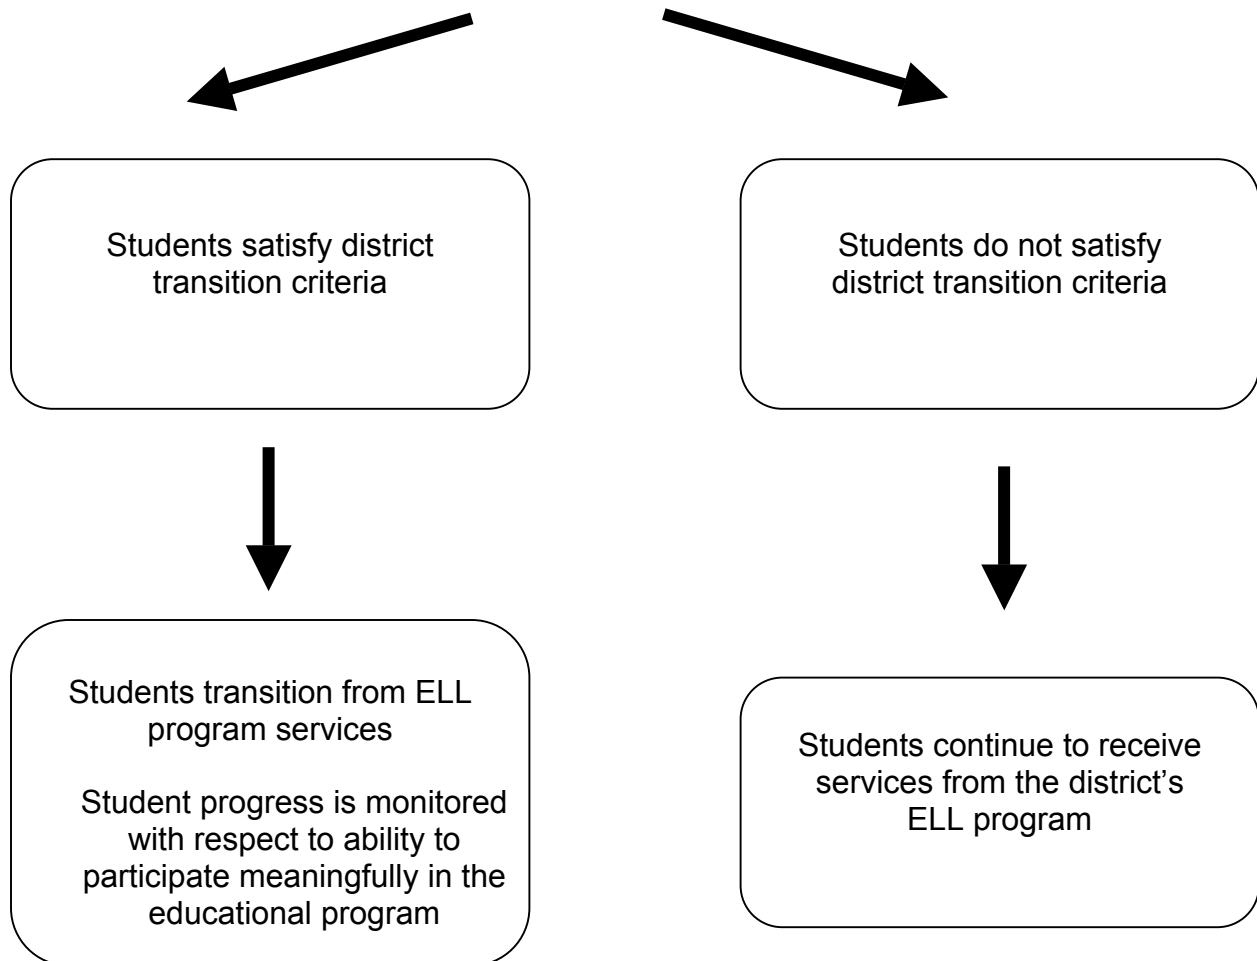 Students satisfy district
transition criteria
Students do not satisfy
district transition criteria
Students transition from ELL
program services
Student progress is monitored
with respect to ability to
participate meaningfully in the
educational program
Students continue to receive
services from the district’s
ELL program